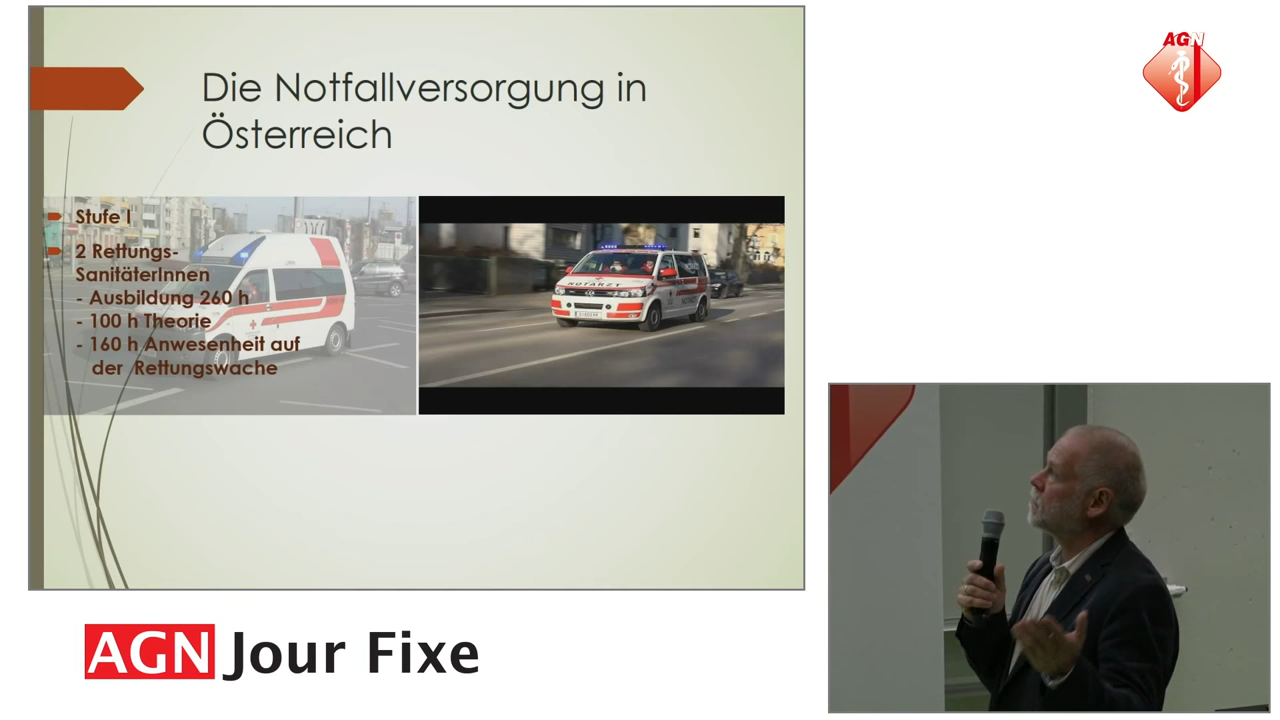 AGN
Die Notfallversorgung in
Österreich
Stufe I
2 Rettungs-
SanitäterInnen
- Ausbildung 260 h
- 100 h Theorie
- 160 h Anwesenheit auf
der Rettungswache
NOTARZT
AGN Jour Fixe